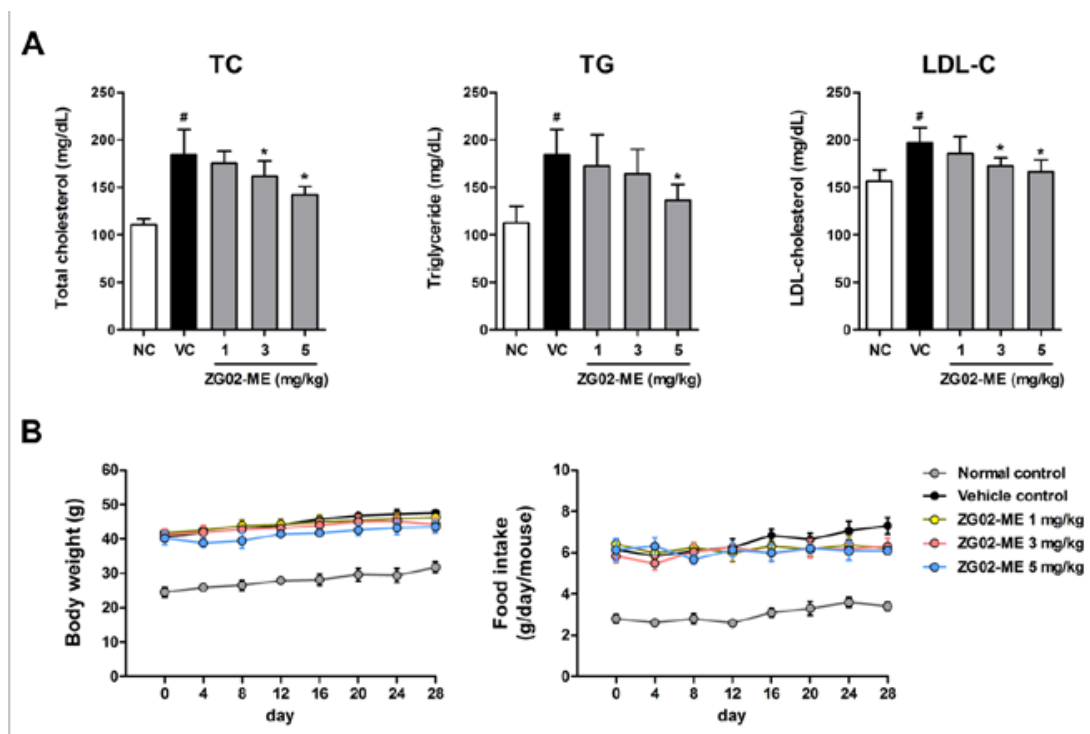 A
TC
Total cholesterol (mg/dL)
250
200
150
100
50
0
#
*
*
NC VC 1 3 5
ZG02-ME (mg/kg)
TG
Triglyceride (mg/dL)
250
200
150
100
50
0
#
*
NC VC 1 3 5
ZG02-ME (mg/kg)
LDL-C
LDL-cholesterol (mg/dL)
250
200
150
100
50
0
#
*
*
NC VC 1 3 5
ZG02-ME (mg/kg)
B
Body weight (g)
60
50
40
30
20
10
0
0 4 8 12 16 20 24 28
day
Food intake
(g/day/mouse)
10
8
6
4
2
0
0 4 8 12 16 20 24 28
day
Normal control
Vehicle control
ZG02-ME 1 mg/kg
ZG02-ME 3 mg/kg
ZG02-ME 5 mg/kg